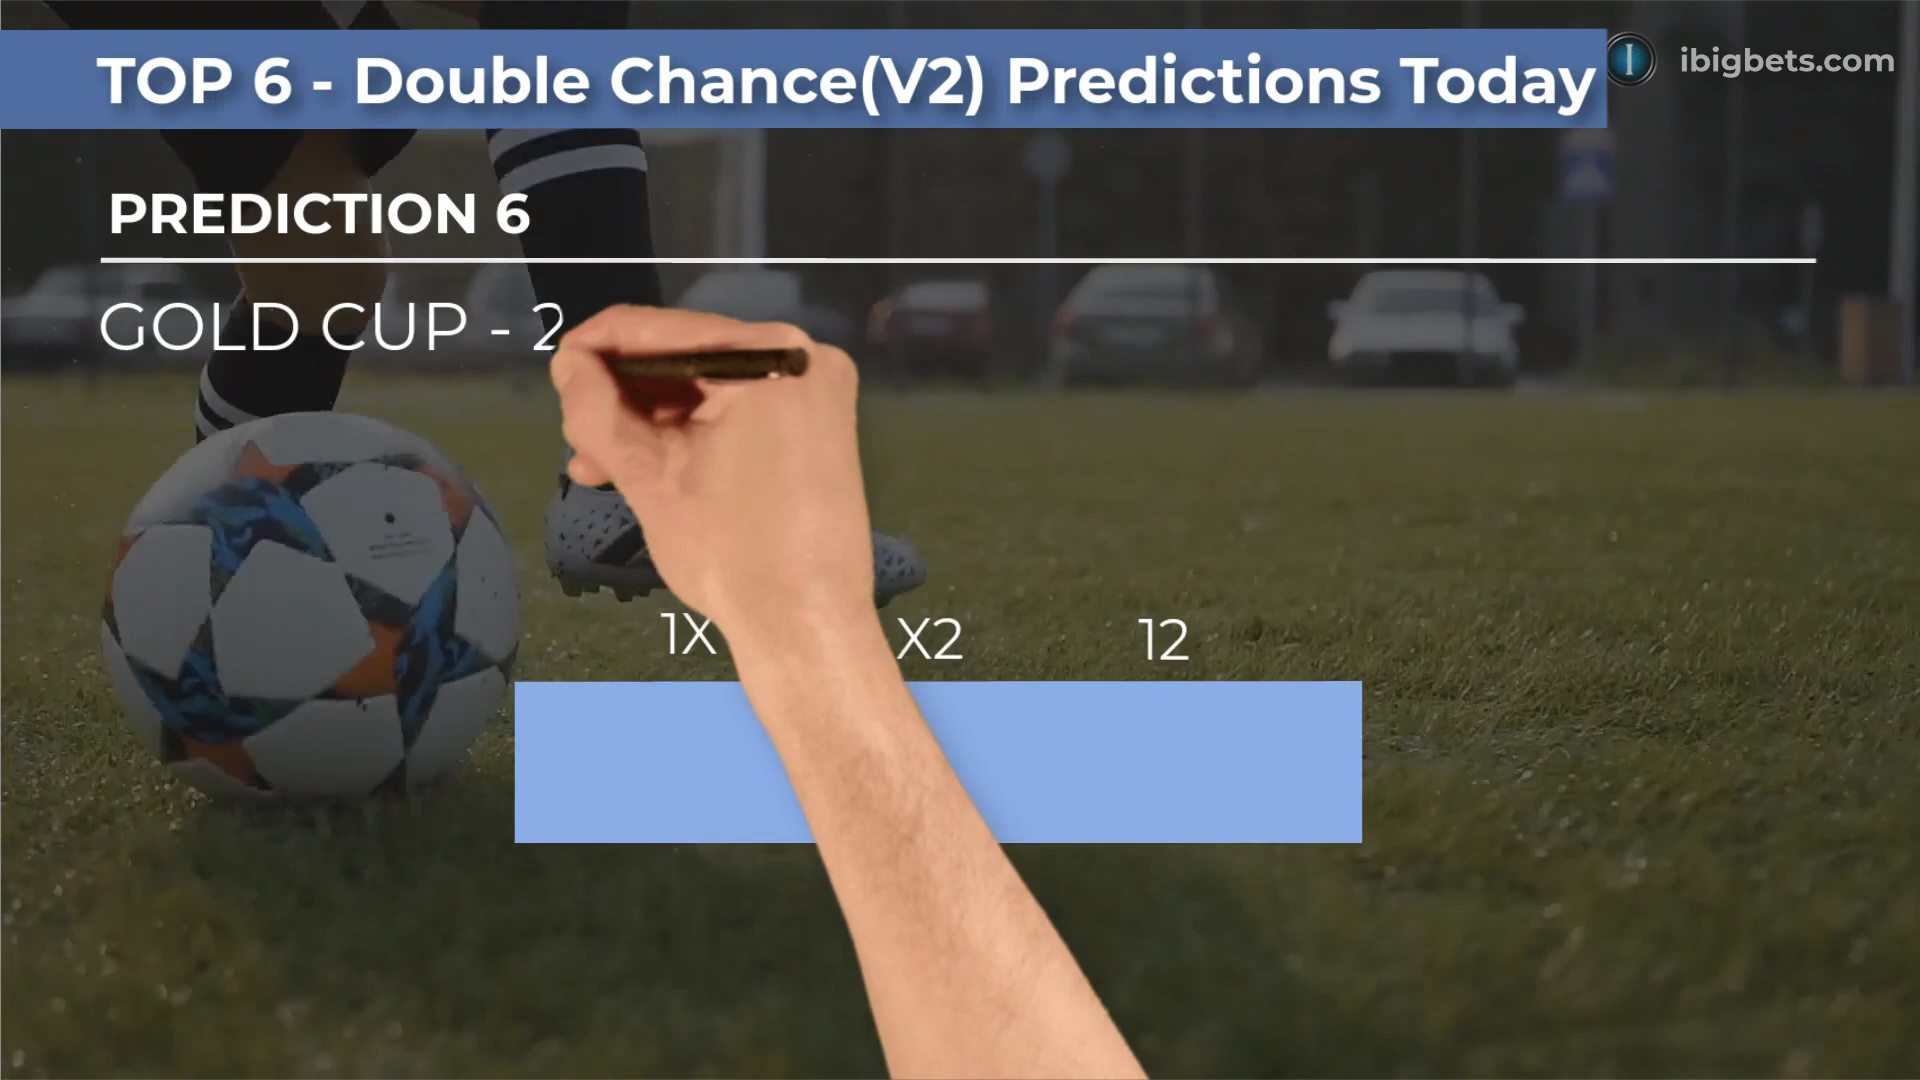 TOP 6 - Double Chance(V2) Predictions Today
I ibigbets.com
PREDICTION 6
GOLD CUP - 2
1X X2 12